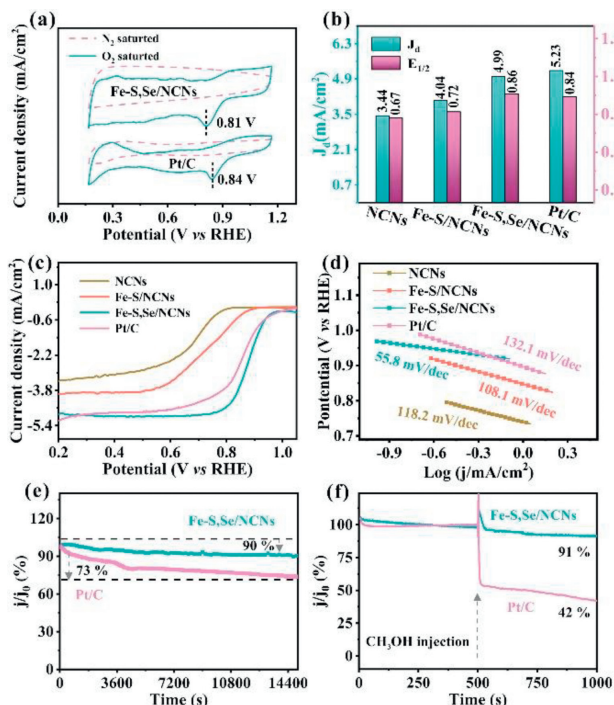 (a)
N₂ saturted
O₂ saturted
Fe-S,Se/NCNs
0.81 V
Pt/C
0.84 V
Current density (mA/cm²)
0.0 0.3 0.6 0.9 1.2
Potential (V vs RHE)
(b)
J_d
E_1/2
6.3
4.9
3.5
2.1
0.7
J_d(mA/cm²)
3.44 0.67 4.04 0.72 4.99 0.86 5.23 0.84
NCNs Fe-S/NCNs Fe-S,Se/NCNs Pt/C
(c)
NCNs
Fe-S/NCNs
Fe-S,Se/NCNs
Pt/C
1.0
-0.6
-2.2
-3.8
-5.4
Current density (mA/cm²)
0.2 0.4 0.6 0.8 1.0
Potential (V vs RHE)
(d)
NCNs
Fe-S/NCNs
Fe-S,Se/NCNs
Pt/C
132.1 mV/dec
55.8 mV/dec
108.1 mV/dec
118.2 mV/dec
1.1
1.0
0.9
0.8
0.7
Pontential (V vs RHE)
-0.9 -0.6 -0.3 0.0 0.3
Log (j/mA/cm²)
(e)
Fe-S,Se/NCNs
90 %
73 %
Pt/C
120
90
60
30
0
j/j₀ (%)
0 3600 7200 10800 14400
Time (s)
(f)
Fe-S,Se/NCNs
91 %
Pt/C
42 %
CH₃OH injection
100
50
0
j/j₀ (%)
0 250 500 750 1000
Time (s)